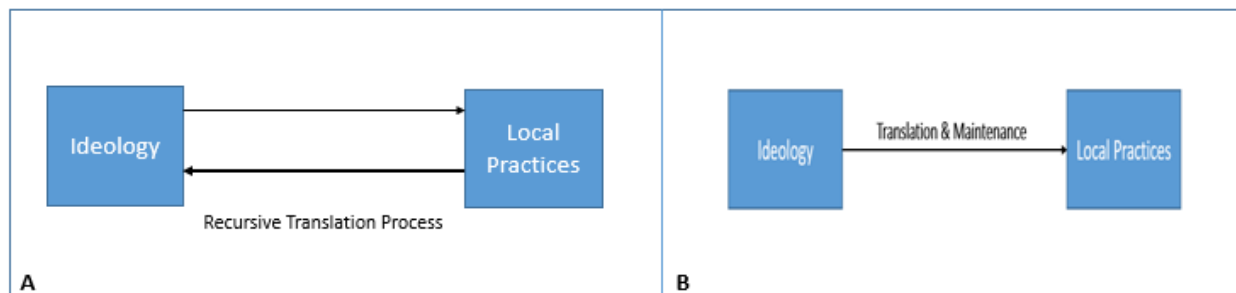 Ideology
Local
Practices
Recursive Translation Process
A
Ideology
Translation & Maintenance
Local Practices
B